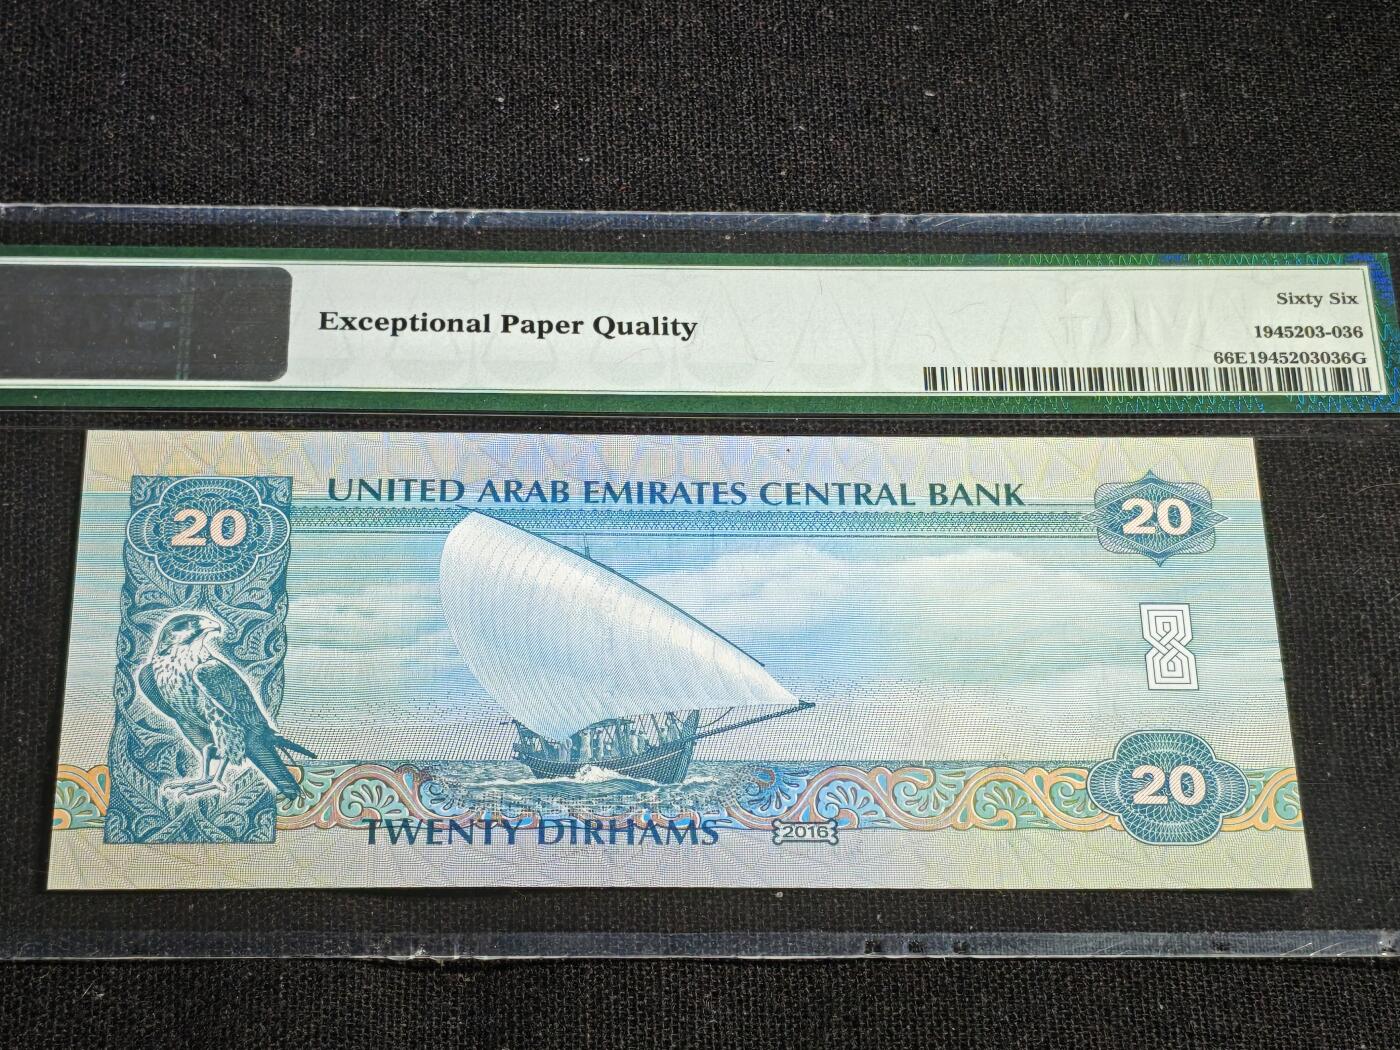 Exceptional Paper Quality
Sixty Six
1945203-036
66E1945203036G
UNITED ARAB EMIRATES CENTRAL BANK
20
20
TWENTY DIRHAMS
2016
20